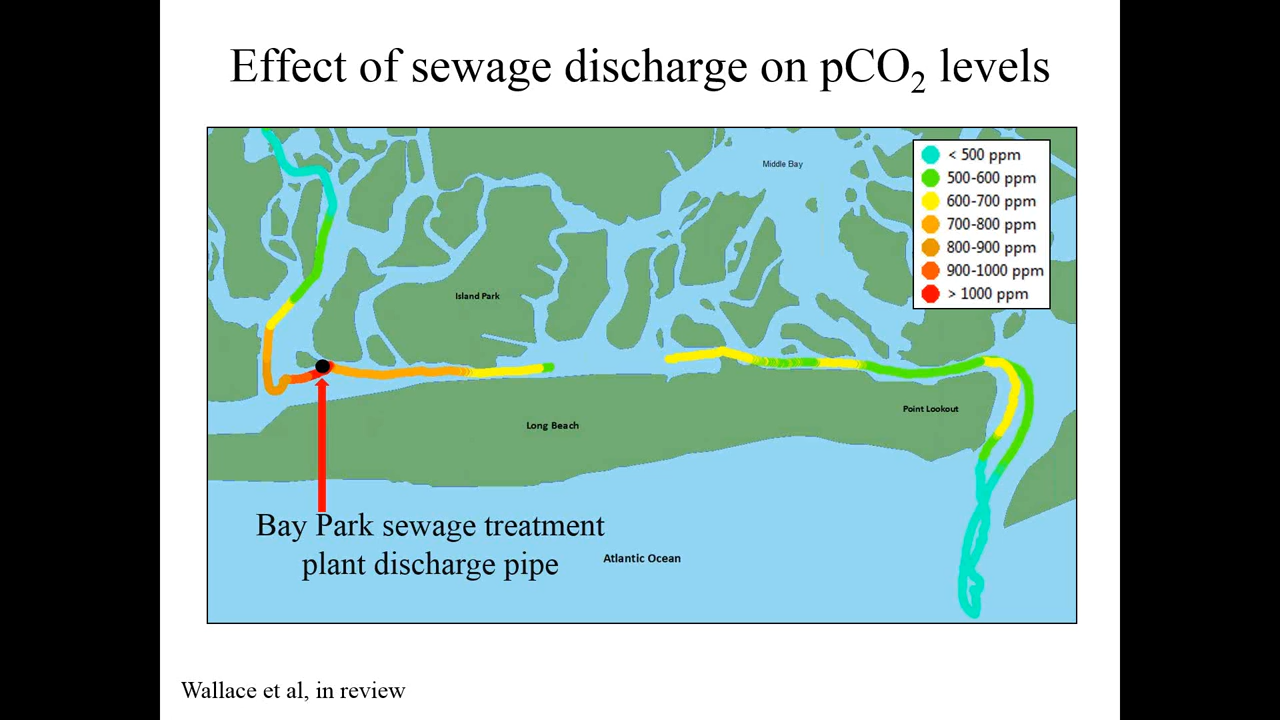 Effect of sewage discharge on pCO₂ levels
Middle Bay
< 500 ppm
500-600 ppm
600-700 ppm
700-800 ppm
800-900 ppm
900-1000 ppm
> 1000 ppm
Island Park
Point Lookout
Long Beach
Bay Park sewage treatment
plant discharge pipe
Atlantic Ocean
Wallace et al, in review